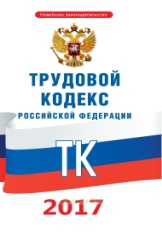 Новейшее законодательство
ТРУДОВОЙ
КОДЕКС
РОССИЙСКОЙ ФЕДЕРАЦИИ
ТК
2017